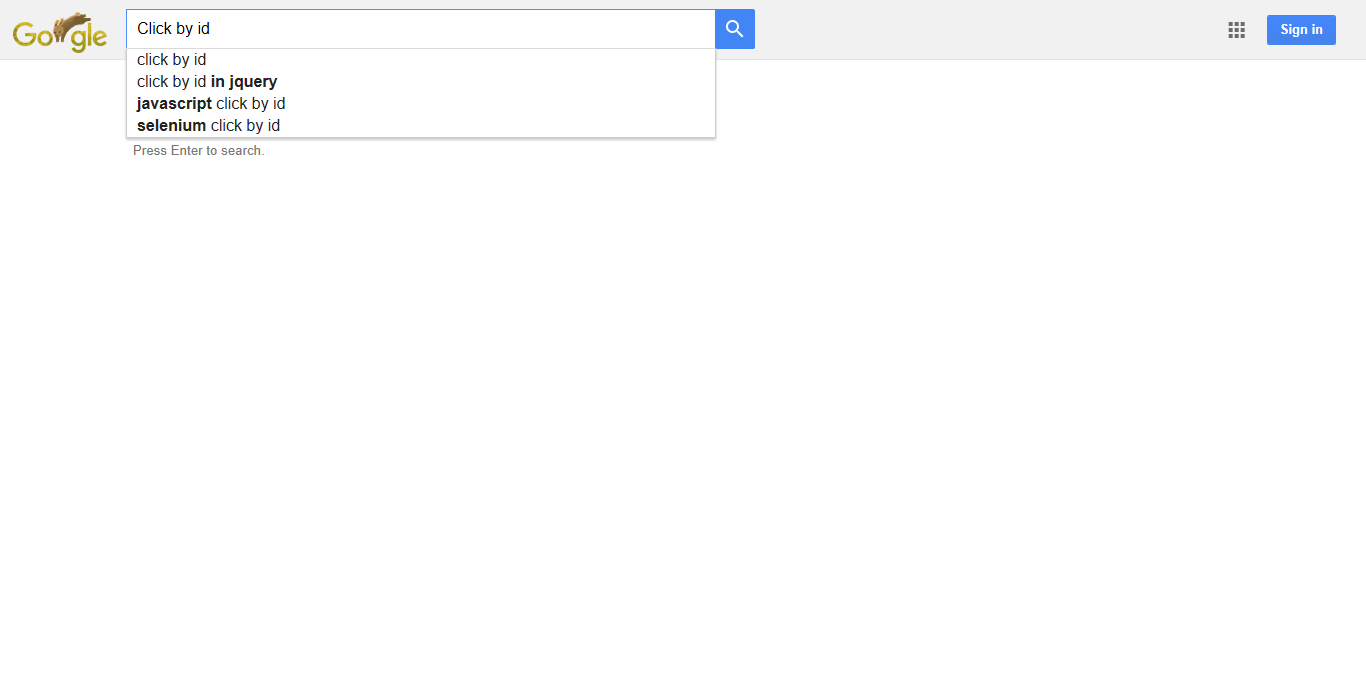 Google
Click by id
Sign in
click by id
click by id in jquery
javascript click by id
selenium click by id
Press Enter to search.